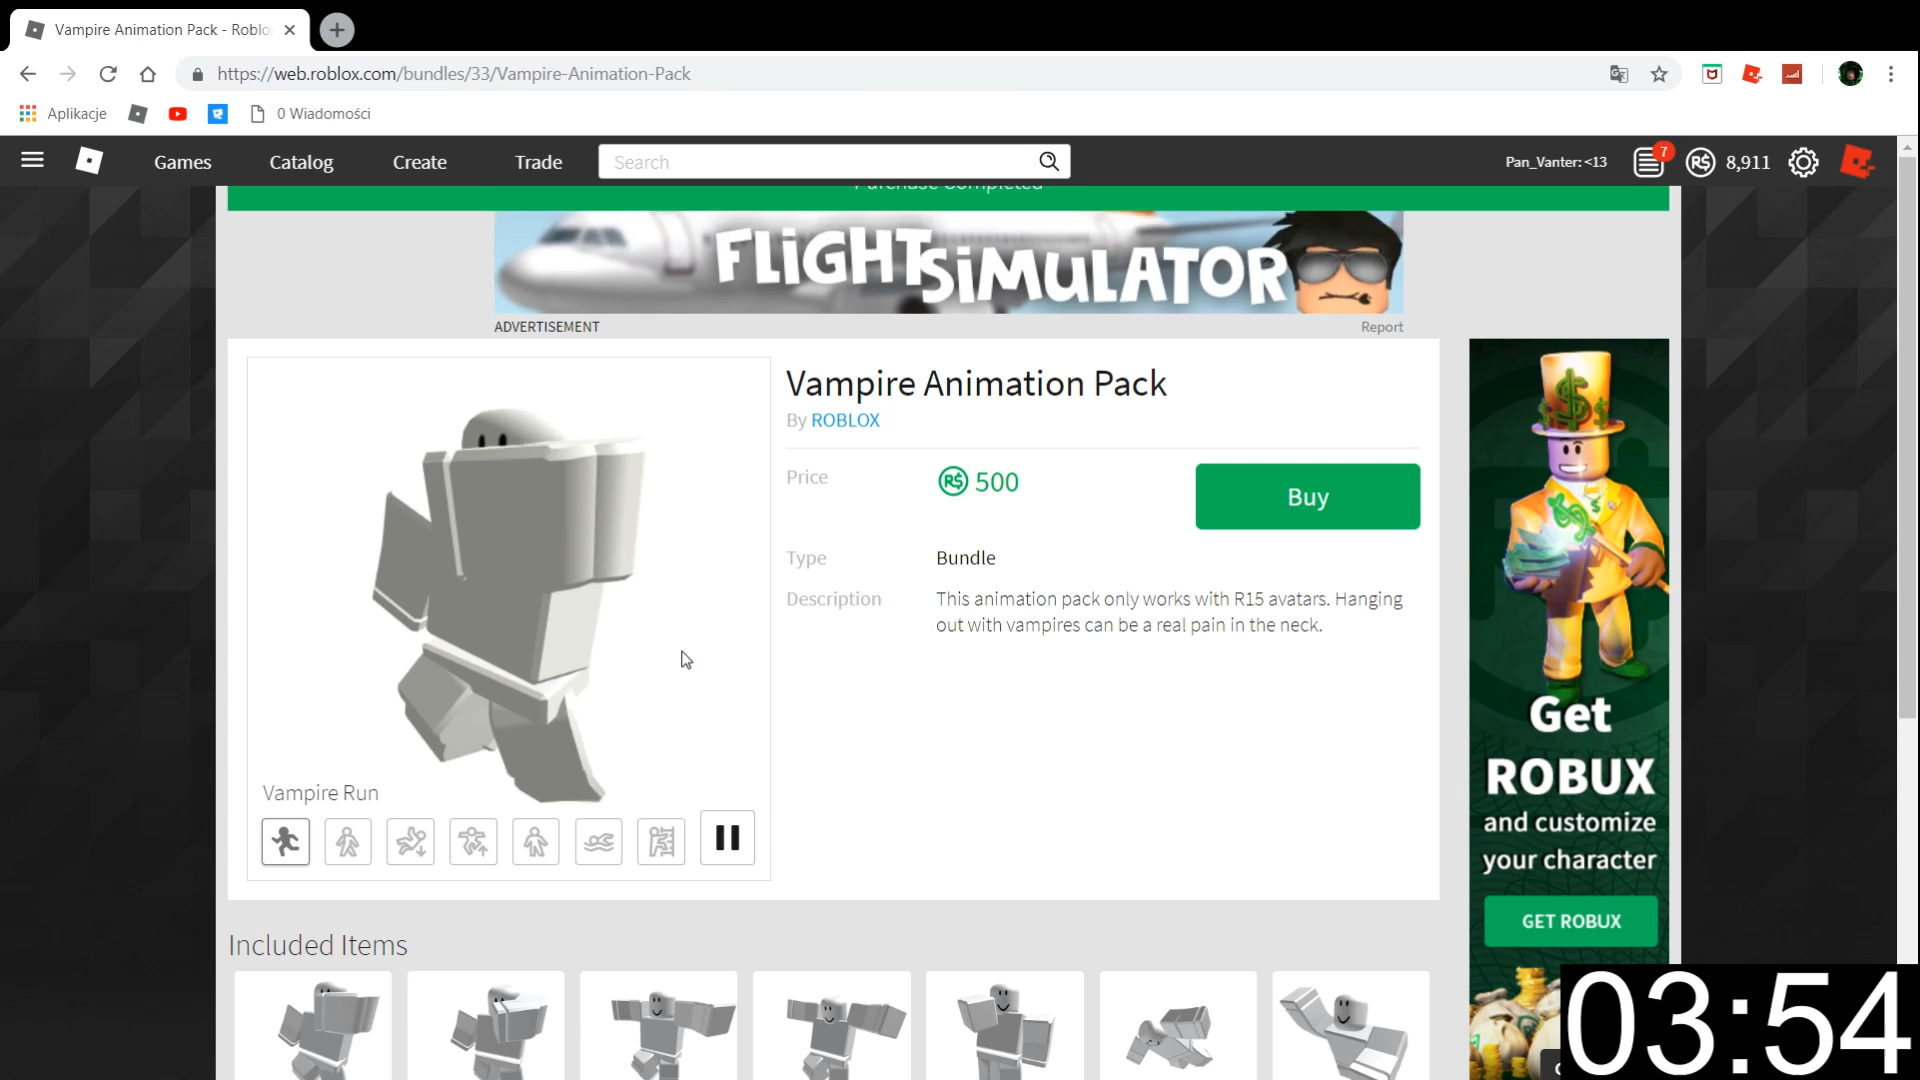 Vampire Animation Pack - Roblo
https://web.roblox.com/bundles/33/Vampire-Animation-Pack
Aplikacje
0 Wiadomości
Games
Catalog
Create
Trade
Search
Pan_Vanter: <13
7
R$ 8,911
Purchase Completed
FLIGHT SIMULATOR
ADVERTISEMENT
Report
Vampire Animation Pack
By ROBLOX
Price
R$ 500
Buy
Type
Bundle
Description
This animation pack only works with R15 avatars. Hanging
out with vampires can be a real pain in the neck.
Vampire Run
Included Items
Get
ROBUX
and customize
your character
GET ROBUX
03:54